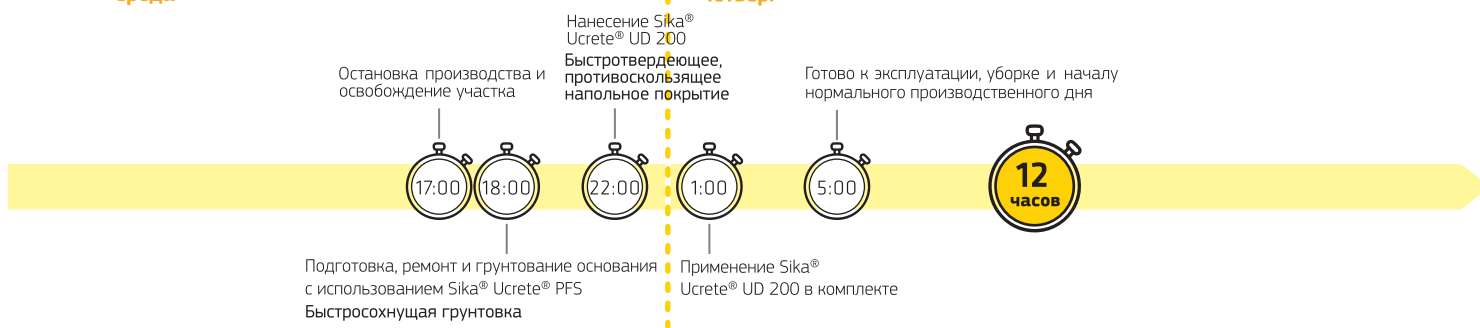 Нанесение Sika®
Ucrete® UD 200
Быстротвердеющее,
противоскользящее
напольное покрытие
Остановка производства и
освобождение участка
Готово к эксплуатации, уборке и началу
нормального производственного дня
17:00
18:00
22:00
1:00
5:00
12
часов
Подготовка, ремонт и грунтование основания
с использованием Sika® Ucrete® PFS
Быстросохнущая грунтовка
Применение Sika®
Ucrete® UD 200 в комплекте